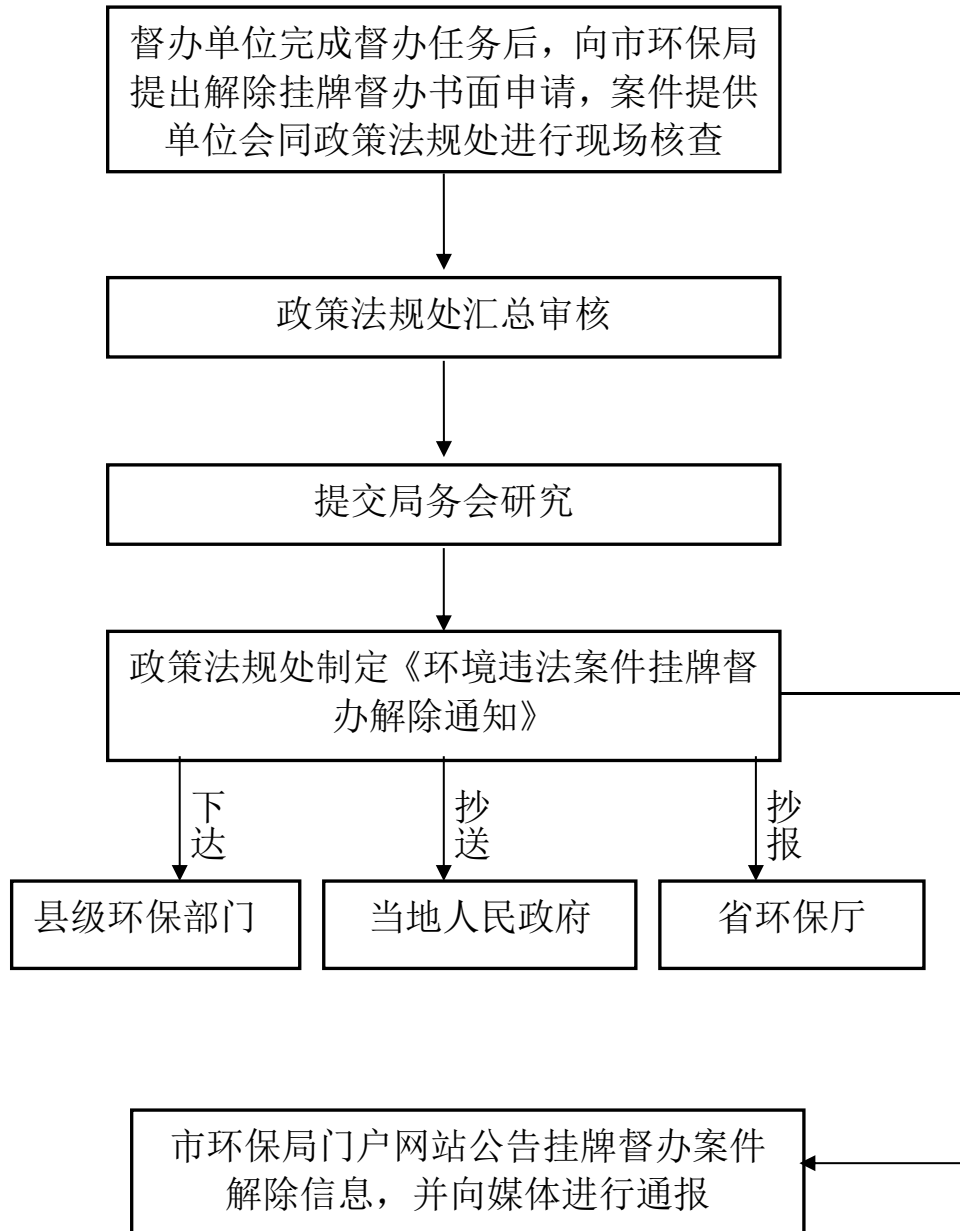 督办单位完成督办任务后，向市环保局
提出解除挂牌督办书面申请，案件提供
单位会同政策法规处进行现场核查
政策法规处汇总审核
提交局务会研究
政策法规处制定《环境违法案件挂牌督
办解除通知》
下达
抄送
抄报
县级环保部门
当地人民政府
省环保厅
市环保局门户网站公告挂牌督办案件
解除信息，并向媒体进行通报